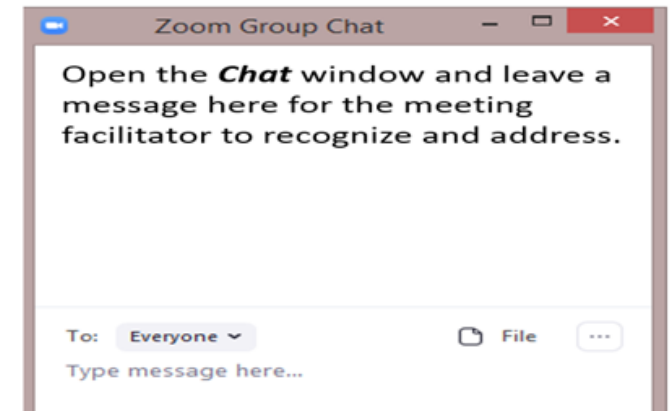 Zoom Group Chat
Open the Chat window and leave a
message here for the meeting
facilitator to recognize and address.
To: Everyone File
Type message here...